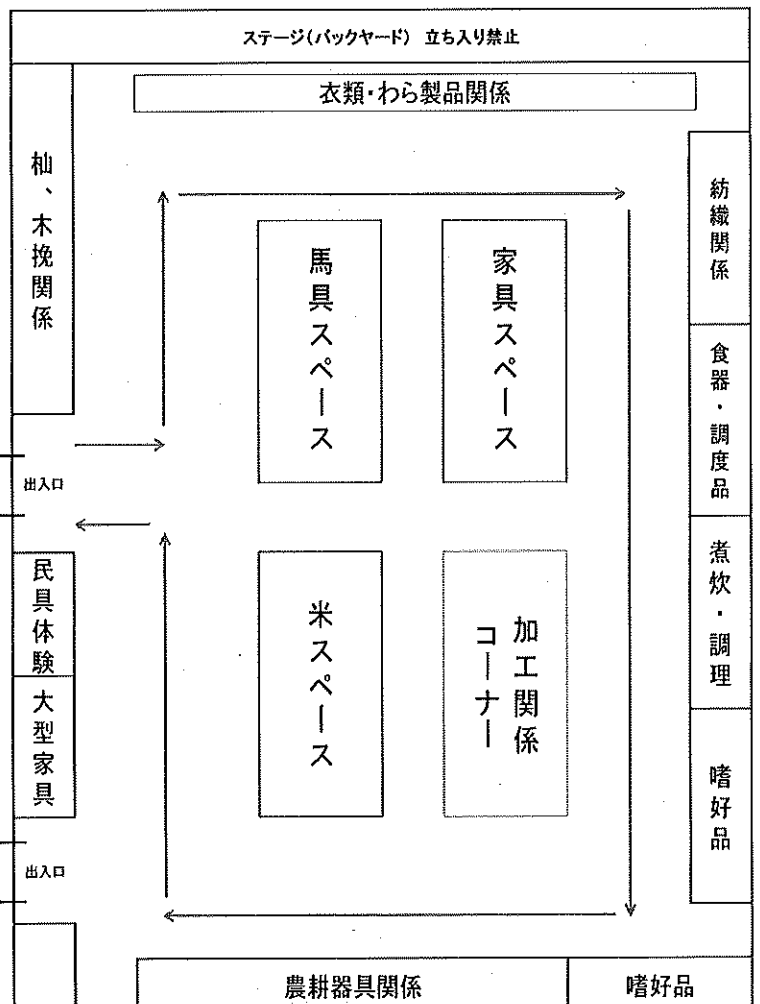 ステージ(バックヤード) 立ち入り禁止
衣類・わら製品関係
杣、木挽関係
紡織関係
馬具スペース
家具スペース
食器・調度品
出入口
民具体験
米スペース
加工関係
コーナー
煮炊・調理
大型家具
嗜好品
出入口
農耕器具関係
嗜好品